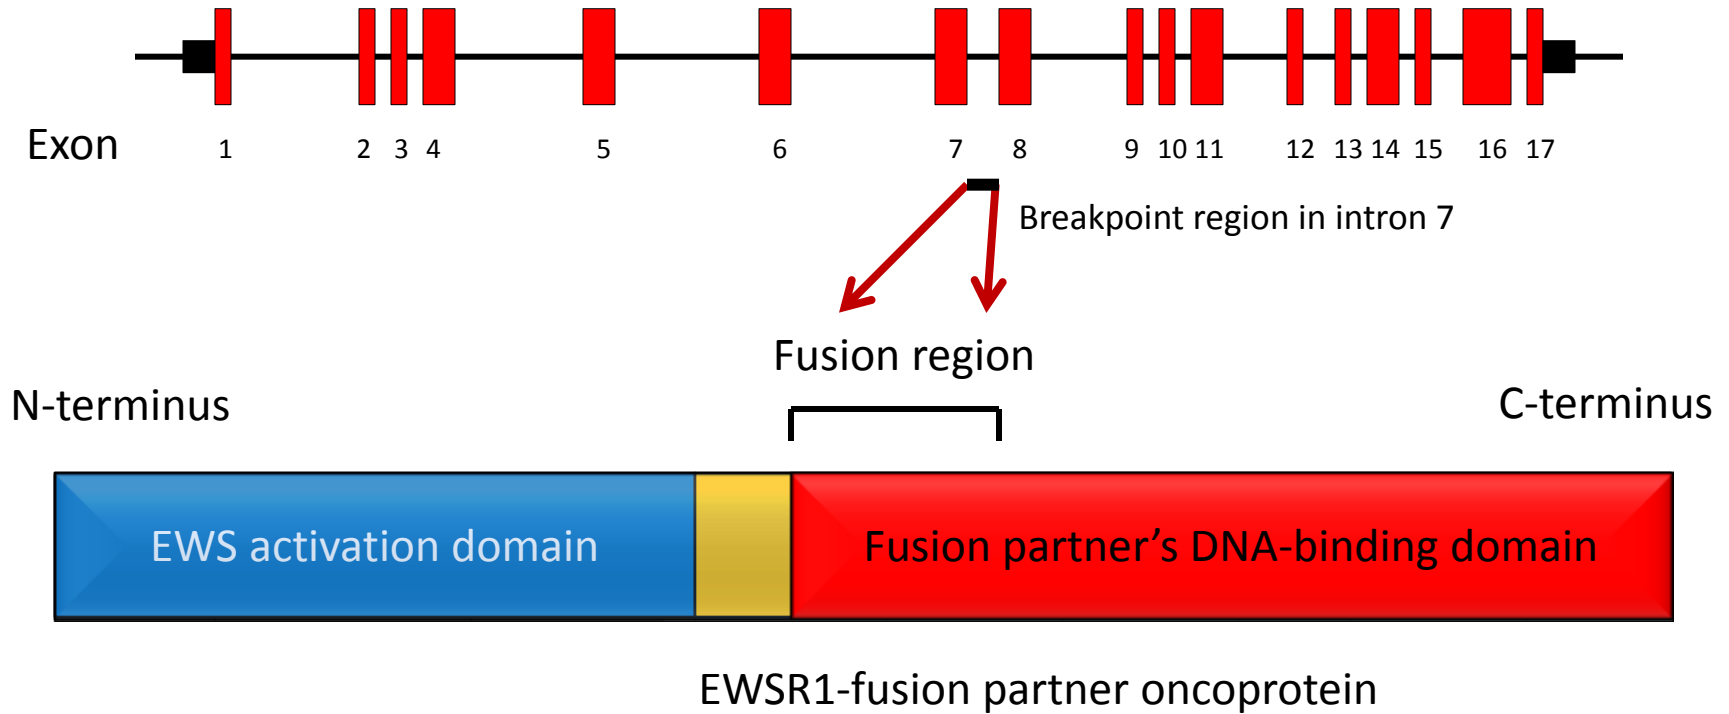 Exon 1 2 3 4 5 6 7 8 9 10 11 12 13 14 15 16 17
Breakpoint region in intron 7
Fusion region
N-terminus
C-terminus
EWS activation domain
Fusion partner’s DNA-binding domain
EWSR1-fusion partner oncoprotein